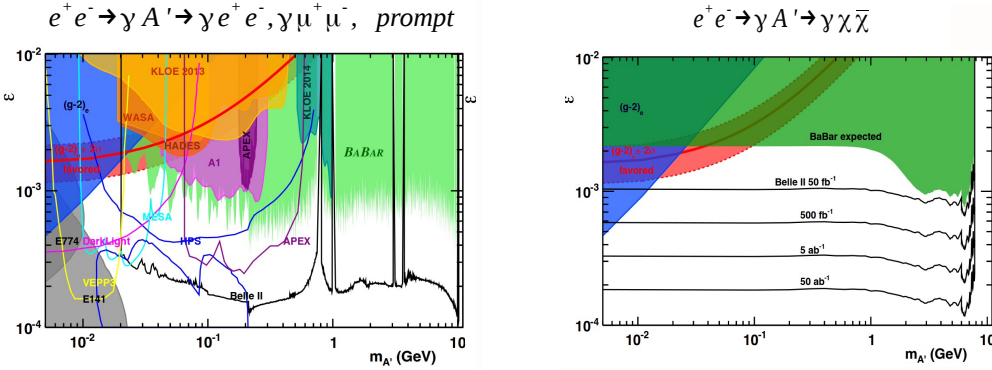 e⁺ e⁻ → γ A' → γ e⁺ e⁻, γ μ⁺ μ⁻, prompt
10⁻²
KLOE 2013
KLOE 2014
ε
(g-2)ₑ
WASA
APEX
HADES
(g-2)μ ± 2σ
favored
A1
BABAR
10⁻³
MESA
E774
DarkLight
HPS
APEX
VEPP3
E141
Belle II
10⁻⁴
10⁻² 10⁻¹ 1 10
m_A' (GeV)
e⁺ e⁻ → γ A' → γ χ χ̅
10⁻²
ε
(g-2)ₑ
BaBar expected
(g-2)μ ± 2σ
favored
10⁻³
Belle II 50 fb⁻¹
500 fb⁻¹
5 ab⁻¹
50 ab⁻¹
10⁻⁴
10⁻² 10⁻¹ 1 10
m_A' (GeV)